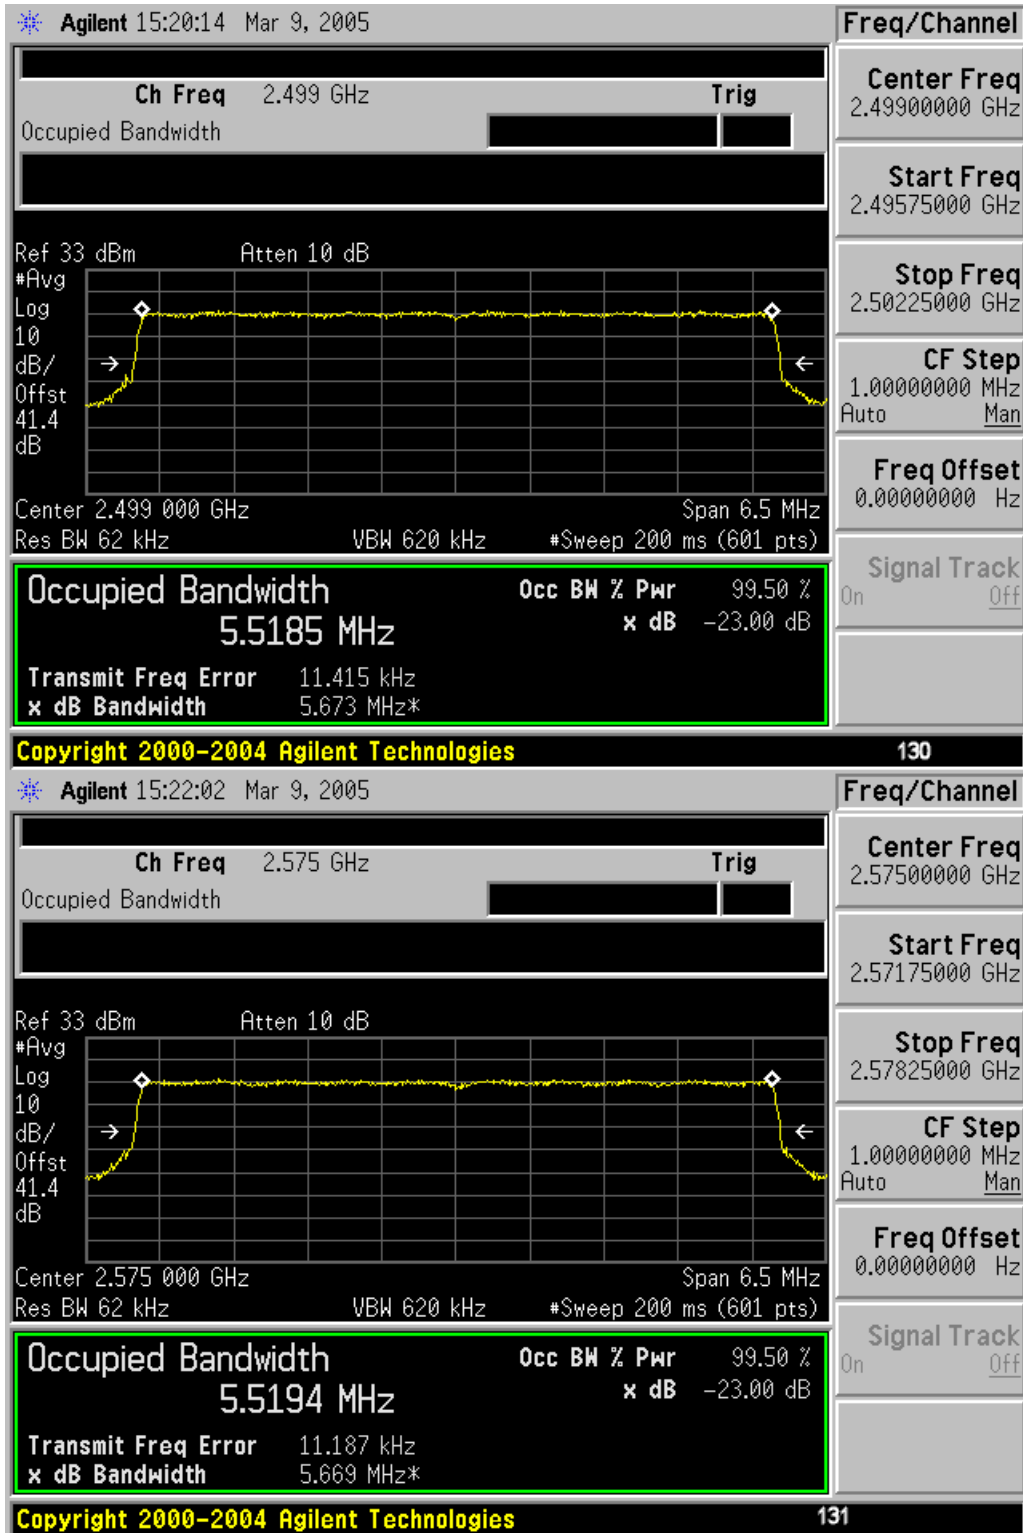 Agilent 15:20:14 Mar 9, 2005
Freq/Channel
Ch Freq 2.499 GHz Trig
Occupied Bandwidth
Center Freq
2.49900000 GHz
Start Freq
2.49575000 GHz
Stop Freq
2.50225000 GHz
CF Step
1.00000000 MHz
Auto Man
Freq Offset
0.00000000 Hz
Signal Track
On Off
Ref 33 dBm Atten 10 dB
#Avg
Log
10
dB/
Offst
41.4
dB
Center 2.499 000 GHz Span 6.5 MHz
Res BW 62 kHz VBW 620 kHz #Sweep 200 ms (601 pts)
Occupied Bandwidth Occ BW % Pwr 99.50 %
5.5185 MHz x dB -23.00 dB
Transmit Freq Error 11.415 kHz
x dB Bandwidth 5.673 MHz*
Copyright 2000-2004 Agilent Technologies 130
Agilent 15:22:02 Mar 9, 2005
Freq/Channel
Ch Freq 2.575 GHz Trig
Occupied Bandwidth
Center Freq
2.57500000 GHz
Start Freq
2.57175000 GHz
Stop Freq
2.57825000 GHz
CF Step
1.00000000 MHz
Auto Man
Freq Offset
0.00000000 Hz
Signal Track
On Off
Ref 33 dBm Atten 10 dB
#Avg
Log
10
dB/
Offst
41.4
dB
Center 2.575 000 GHz Span 6.5 MHz
Res BW 62 kHz VBW 620 kHz #Sweep 200 ms (601 pts)
Occupied Bandwidth Occ BW % Pwr 99.50 %
5.5194 MHz x dB -23.00 dB
Transmit Freq Error 11.187 kHz
x dB Bandwidth 5.669 MHz*
Copyright 2000-2004 Agilent Technologies 131